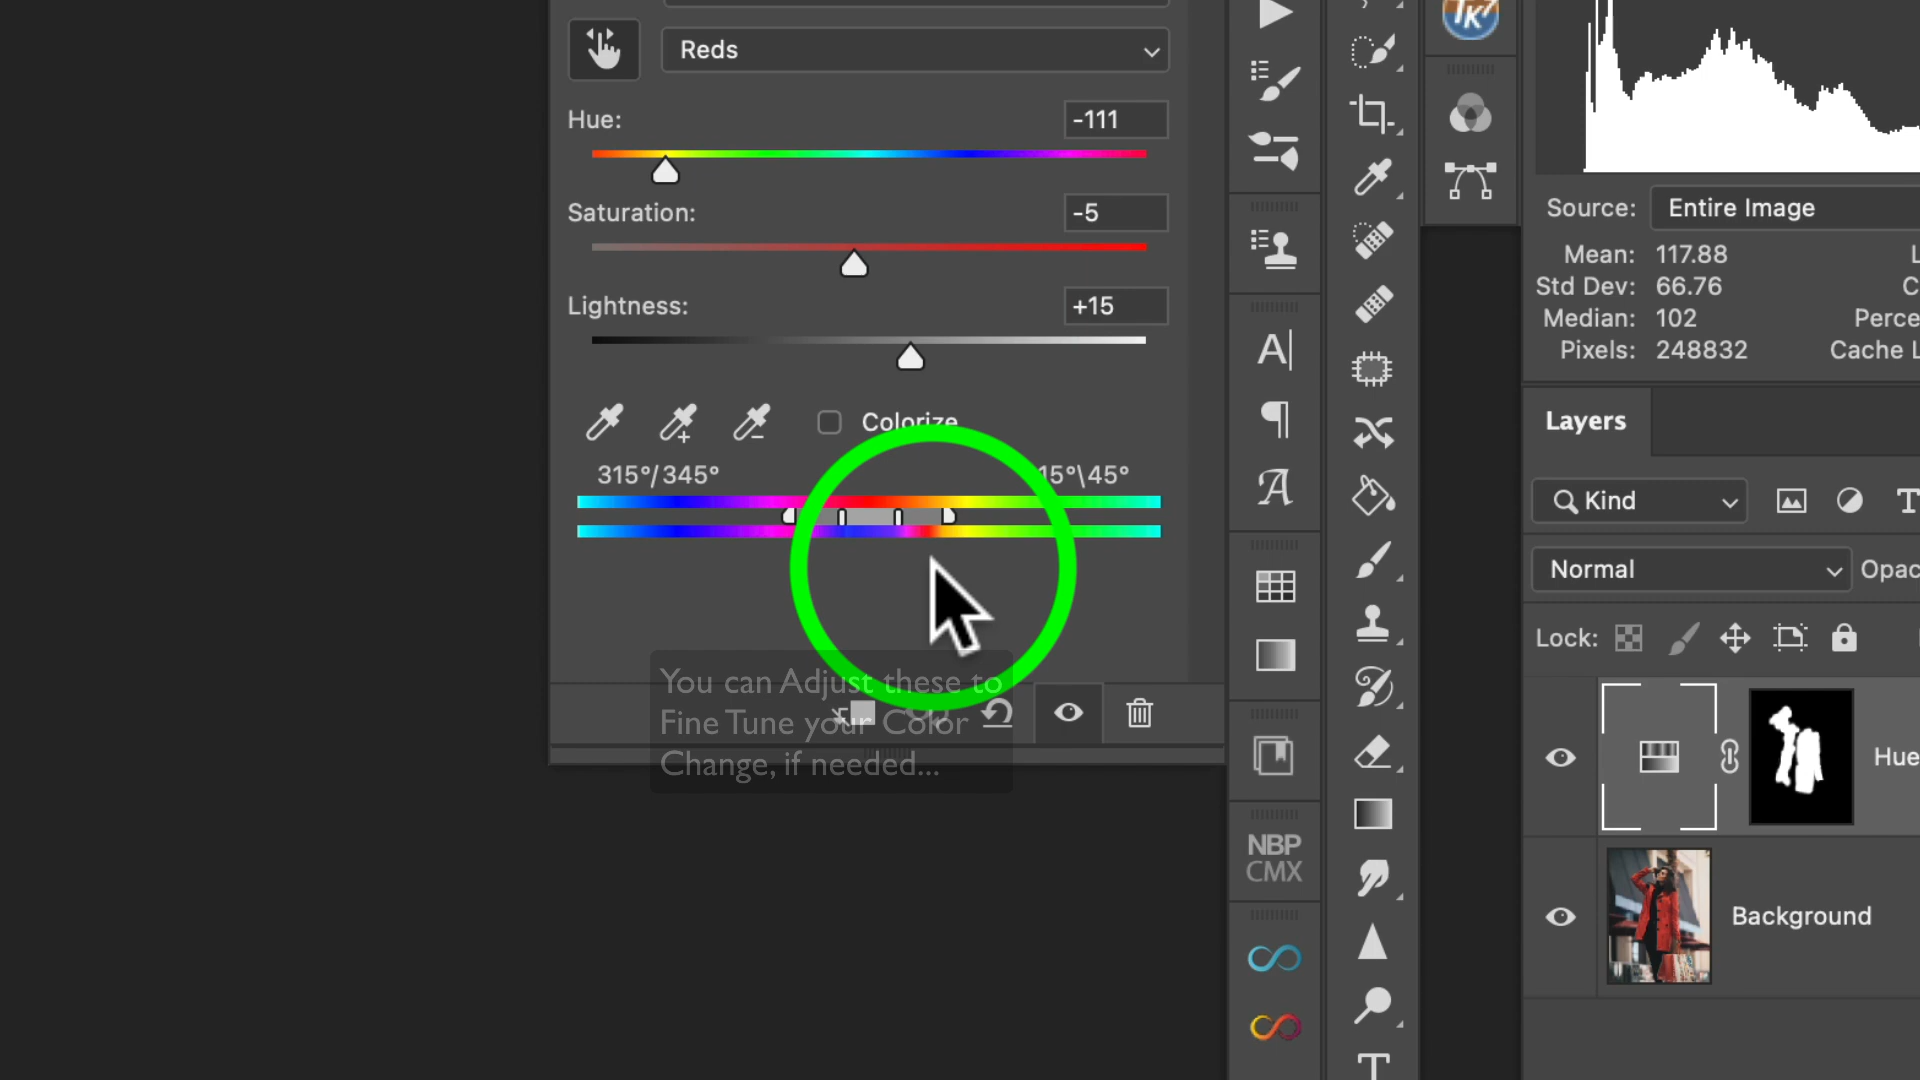 Reds
Hue:
-111
Saturation:
-5
Lightness:
+15
Colorize
315°/345°
15°\45°
You can Adjust these to
Fine Tune your Color
Change, if needed...
A
¶
A
NBP
CMX
TK7
T
Source:
Entire Image
Mean: 117.88
Std Dev: 66.76
Median: 102
Perce
Pixels: 248832
Cache L
Layers
Kind
T
Normal
Opac
Lock:
Hue
Background